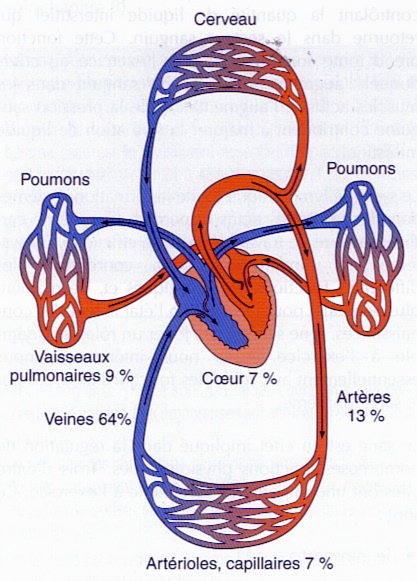 Cerveau
Poumons
Poumons
Vaisseaux
pulmonaires 9 %
Cœur 7 %
Artères
13 %
Veines 64%
Artérioles, capillaires 7 %